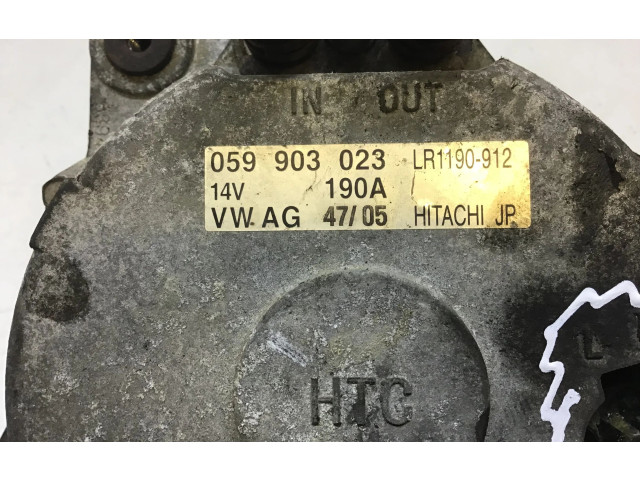 IN OUT
059 903 023 LR1190-912
14V 190A
VW AG 47/05 HITACHI JP
HTC
L